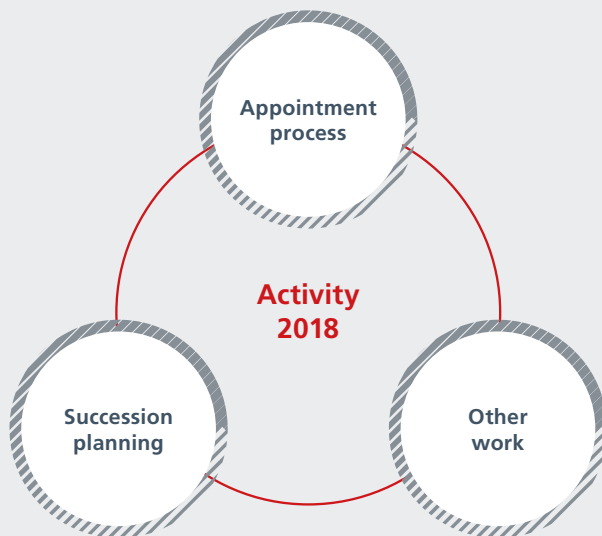 Appointment
process
Activity
2018
Succession
planning
Other
work